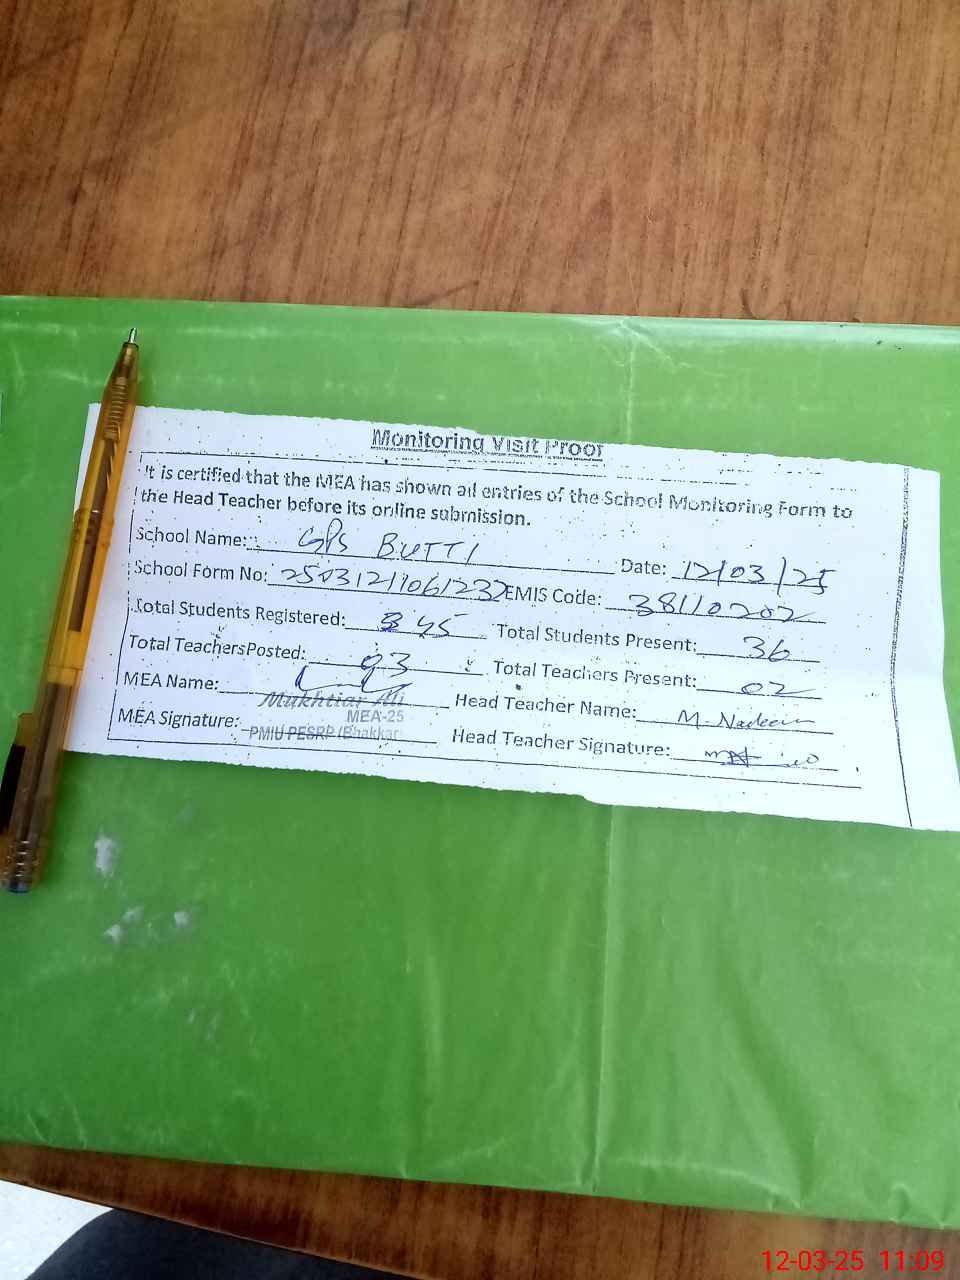 Monitoring Visit Proof
It is certified that the MEA has shown all entries of the School Monitoring Form to
the Head Teacher before its online submission.
School Name: GPS BUTTI Date: 12/03/25
School Form No: 25031211061232 EMIS Code: 38110202
Total Students Registered: 45 Total Students Present: 36
Total Teachers Posted: 03 Total Teachers Present: 02
MEA Name: Mukhtiar Ali Head Teacher Name: M. Nadeem
MEA-25
MEA Signature: PMIU PESRP (Bhakkar) Head Teacher Signature:
12-03-25 11:09